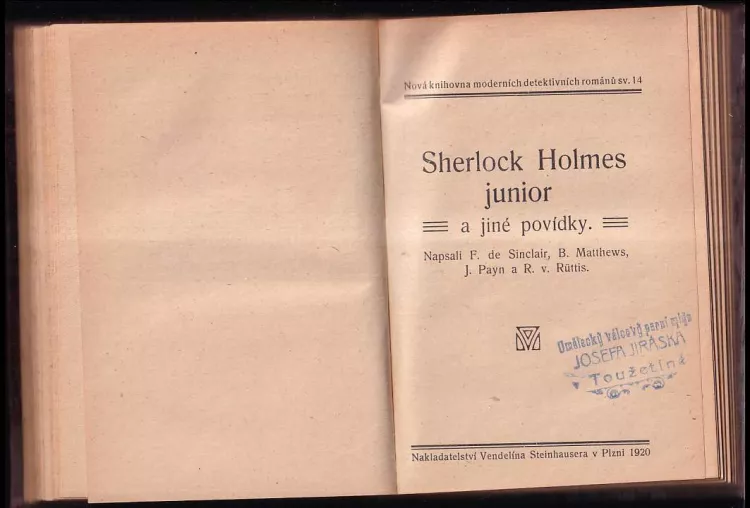 Nová knihovna moderních detektivních románů sv. 14
Sherlock Holmes
junior
a jiné povídky.
Napsali F. de Sinclair, B. Matthews,
J. Payn a R. v. Rüttis.
Umělecký válcový parní mlýn
JOSEFA JIRÁSKA
Toužetín
Nakladatelství Vendelína Steinhausera v Plzni 1920